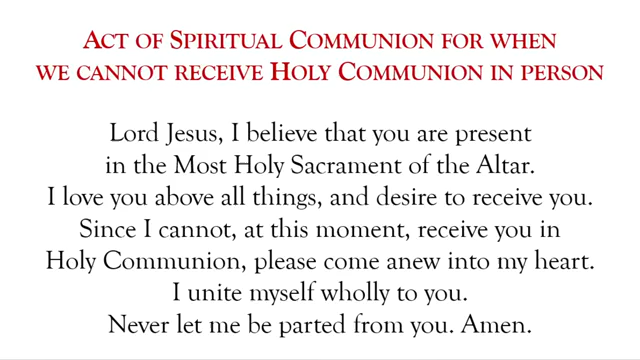 Act of Spiritual Communion for when
we cannot receive Holy Communion in person
Lord Jesus, I believe that you are present
in the Most Holy Sacrament of the Altar.
I love you above all things, and desire to receive you.
Since I cannot, at this moment, receive you in
Holy Communion, please come anew into my heart.
I unite myself wholly to you.
Never let me be parted from you. Amen.